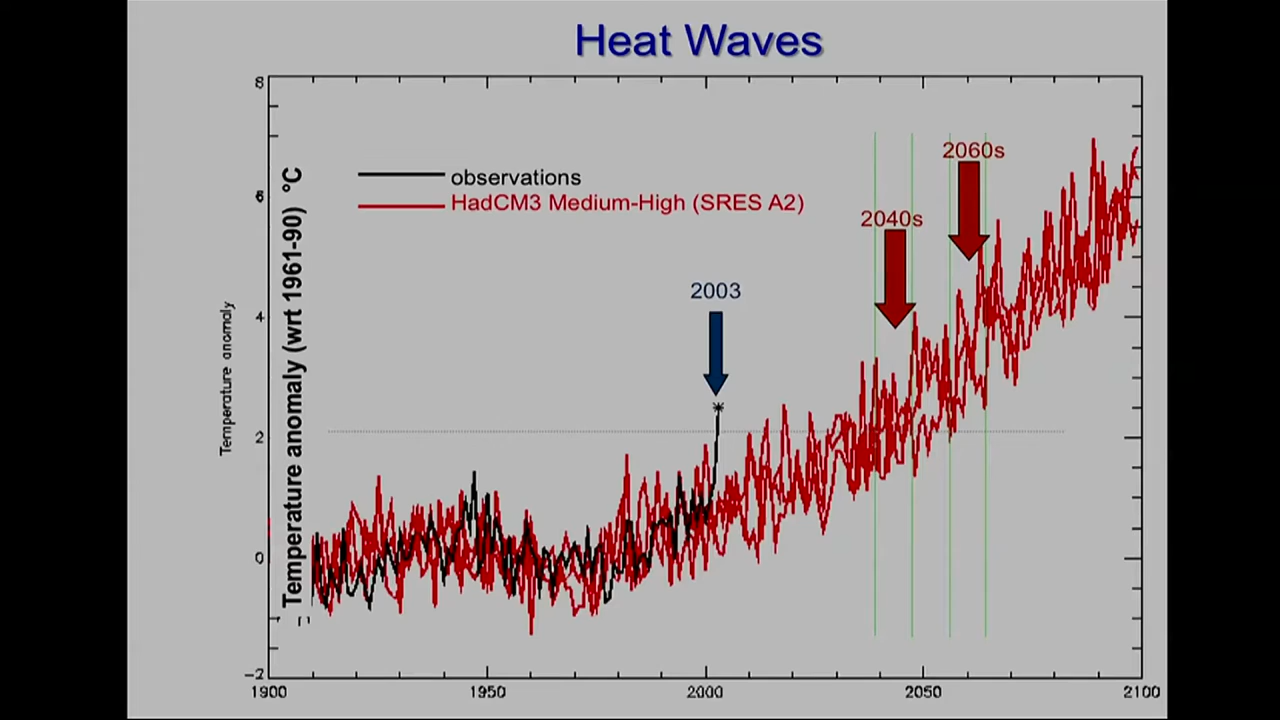 Heat Waves
8
6
4
2
0
−2
Temperature anomaly
Temperature anomaly (wrt 1961-90) °C
observations
HadCM3 Medium-High (SRES A2)
2003
2040s
2060s
1900 1950 2000 2050 2100